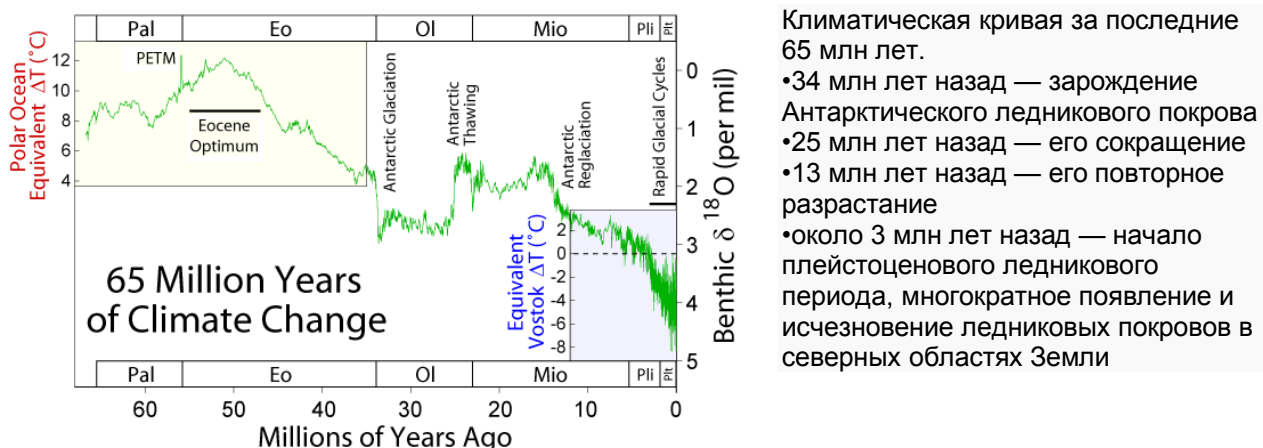 Pal Eo Ol Mio Pli Plt
Polar Ocean
Equivalent ΔT (˚C)
12
10
8
6
4
PETM
Eocene
Optimum
Antarctic Glaciation
Antarctic
Thawing
Antarctic
Reglaciation
Rapid Glacial Cycles
Equivalent
Vostok ΔT (˚C)
2
0
-2
-4
-6
-8
0
1
2
3
4
5
Benthic δ 18O (per mil)
65 Million Years
of Climate Change
Pal Eo Ol Mio Pli Plt
60 50 40 30 20 10 0
Millions of Years Ago
Климатическая кривая за последние
65 млн лет.
•34 млн лет назад — зарождение
Антарктического ледникового покрова
•25 млн лет назад — его сокращение
•13 млн лет назад — его повторное
разрастание
•около 3 млн лет назад — начало
плейстоценового ледникового
периода, многократное появление и
исчезновение ледниковых покровов в
северных областях Земли